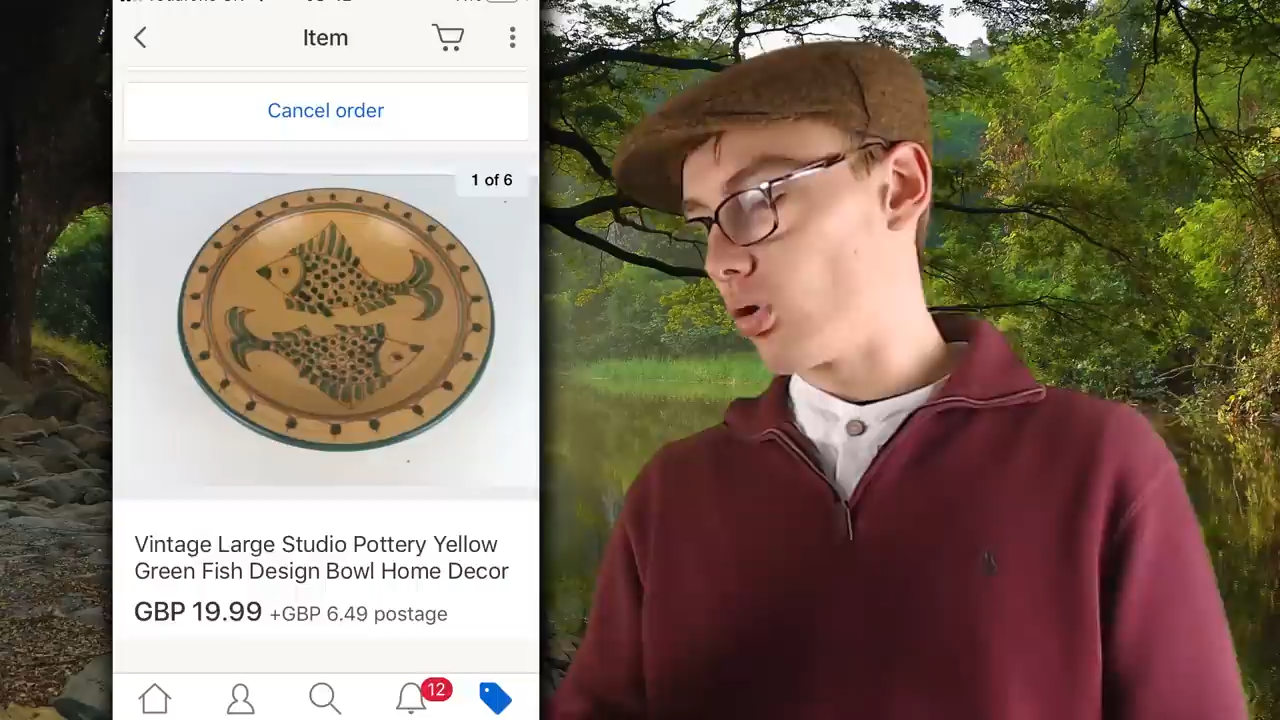 Item
Cancel order
1 of 6
Vintage Large Studio Pottery Yellow
Green Fish Design Bowl Home Decor
GBP 19.99 +GBP 6.49 postage
12